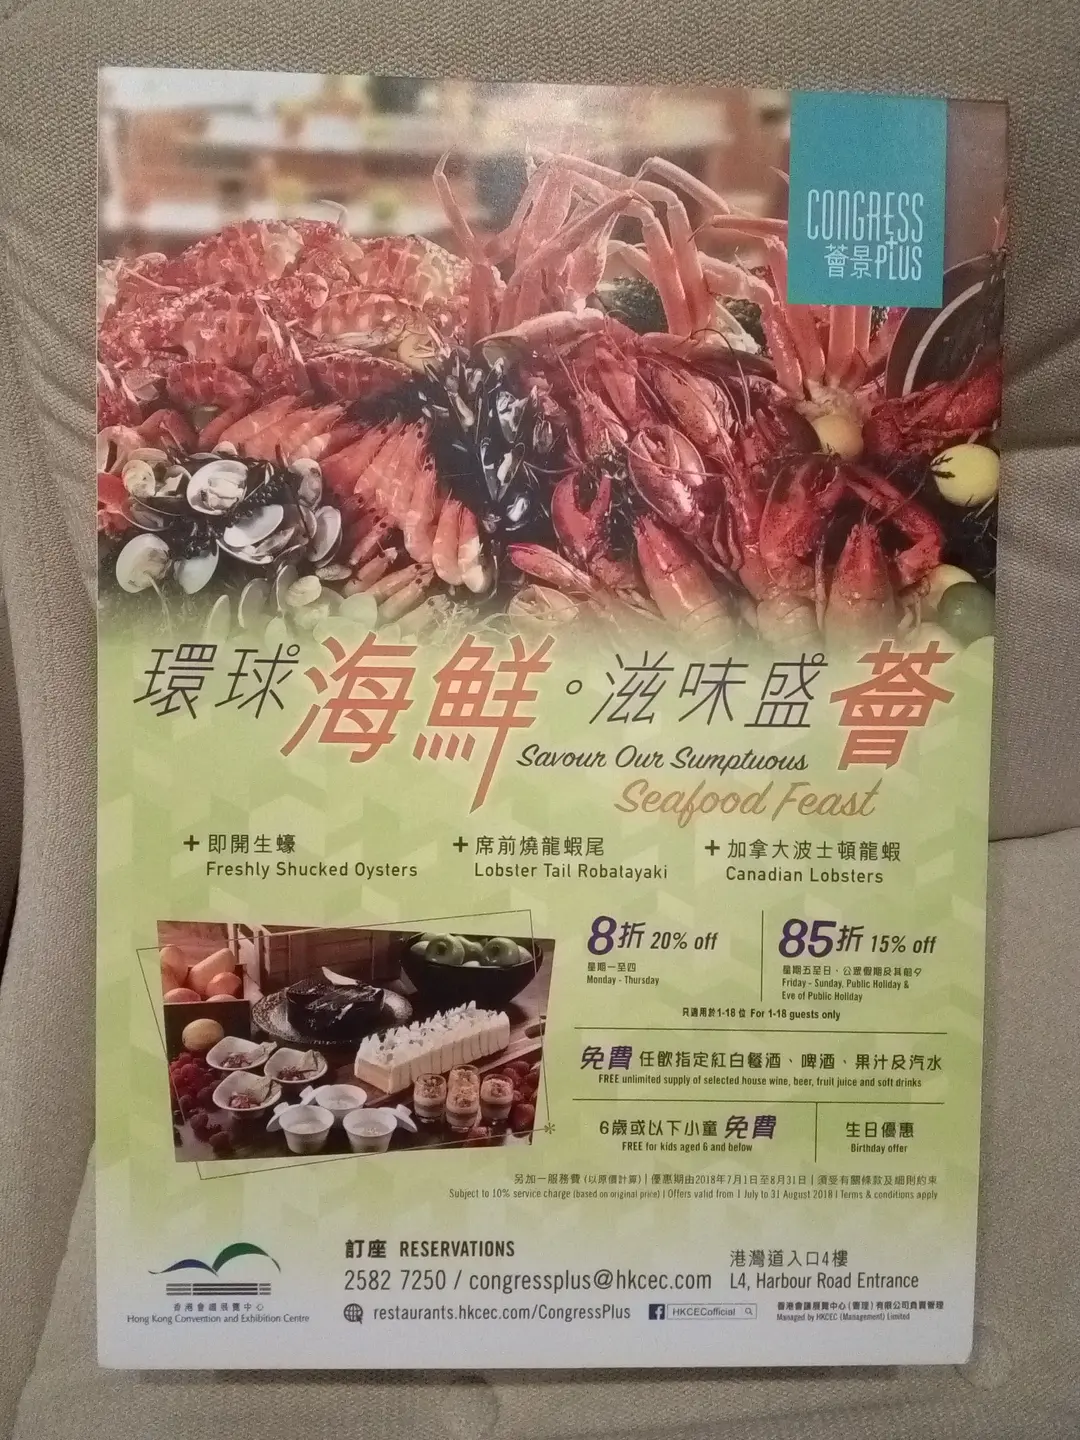 CONGRESS
+
薈景PLUS
環球海鮮。滋味盛薈
Savour Our Sumptuous
Seafood Feast
+ 即開生蠔
Freshly Shucked Oysters
+ 席前燒龍蝦尾
Lobster Tail Robatayaki
+ 加拿大波士頓龍蝦
Canadian Lobsters
8折 20% off
星期一至四
Monday - Thursday
85折 15% off
星期五至日、公眾假期及其前夕
Friday - Sunday, Public Holiday &
Eve of Public Holiday
只適用於1-18 位 For 1-18 guests only
免費 任飲指定紅白餐酒、啤酒、果汁及汽水
FREE unlimited supply of selected house wine, beer, fruit juice and soft drinks
6歲或以下小童 免費
FREE for kids aged 6 and below
生日優惠
Birthday offer
另加一服務費 (以原價計算) | 優惠期由2018年7月1日至8月31日 | 須受有關條款及細則約束
Subject to 10% service charge (based on original price) | Offers valid from 1 July to 31 August 2018 | Terms & conditions apply
香港會議展覽中心
Hong Kong Convention and Exhibition Centre
訂座 RESERVATIONS
2582 7250 / congressplus@hkcec.com
restaurants.hkcec.com/CongressPlus
HKCECofficial
港灣道入口4樓
L4, Harbour Road Entrance
香港會議展覽中心(管理)有限公司負責管理
Managed by HKCEC (Management) Limited